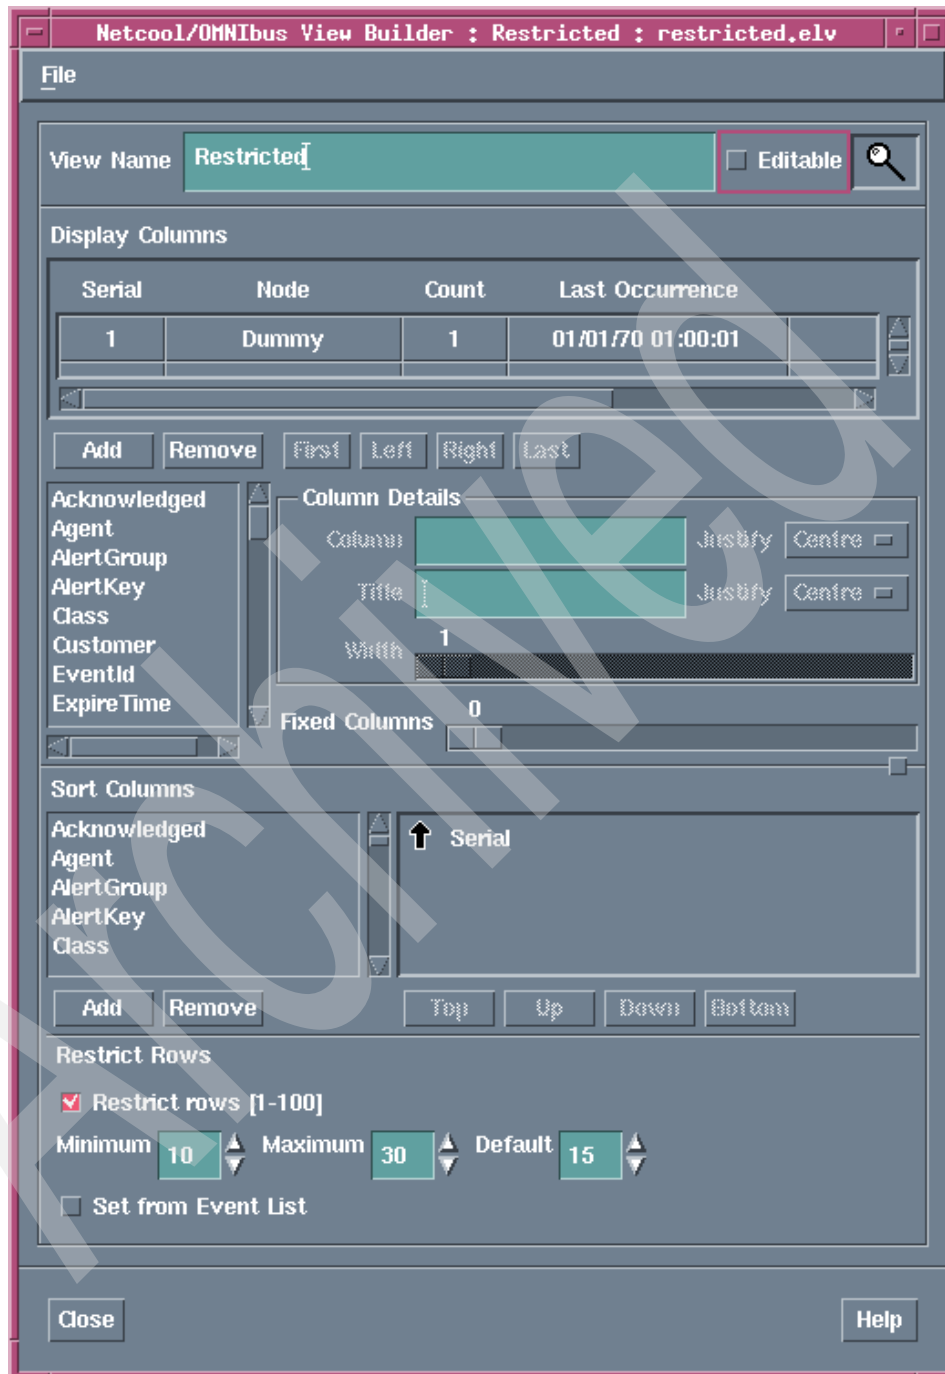 Netcool/OMNIbus View Builder : Restricted : restricted.elv
File
View Name Restricted Editable
Display Columns
Serial Node Count Last Occurrence
1 Dummy 1 01/01/70 01:00:01
Add Remove First Left Right Last
Acknowledged
Agent
AlertGroup
AlertKey
Class
Customer
EventId
ExpireTime
Column Details
Column Justify Centre
Title Justify Centre
Width 1
Fixed Columns 0
Sort Columns
Acknowledged
Agent
AlertGroup
AlertKey
Class
Serial
Add Remove Top Up Down Bottom
Restrict Rows
Restrict rows [1-100]
Minimum 10 Maximum 30 Default 15
Set from Event List
Close Help
Archived